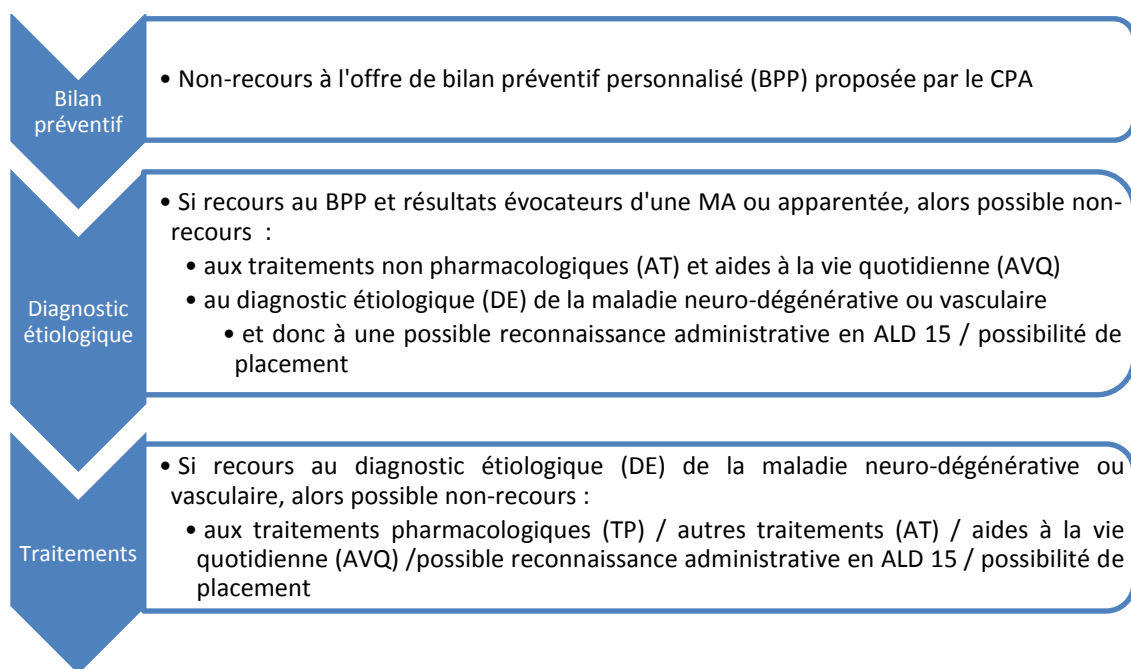 Bilan
préventif
• Non-recours à l'offre de bilan préventif personnalisé (BPP) proposée par le CPA
Diagnostic
étiologique
• Si recours au BPP et résultats évocateurs d'une MA ou apparentée, alors possible non-
recours :
• aux traitements non pharmacologiques (AT) et aides à la vie quotidienne (AVQ)
• au diagnostic étiologique (DE) de la maladie neuro-dégénérative ou vasculaire
• et donc à une possible reconnaissance administrative en ALD 15 / possibilité de
placement
Traitements
• Si recours au diagnostic étiologique (DE) de la maladie neuro-dégénérative ou
vasculaire, alors possible non-recours :
• aux traitements pharmacologiques (TP) / autres traitements (AT) / aides à la vie
quotidienne (AVQ) /possible reconnaissance administrative en ALD 15 / possibilité de
placement